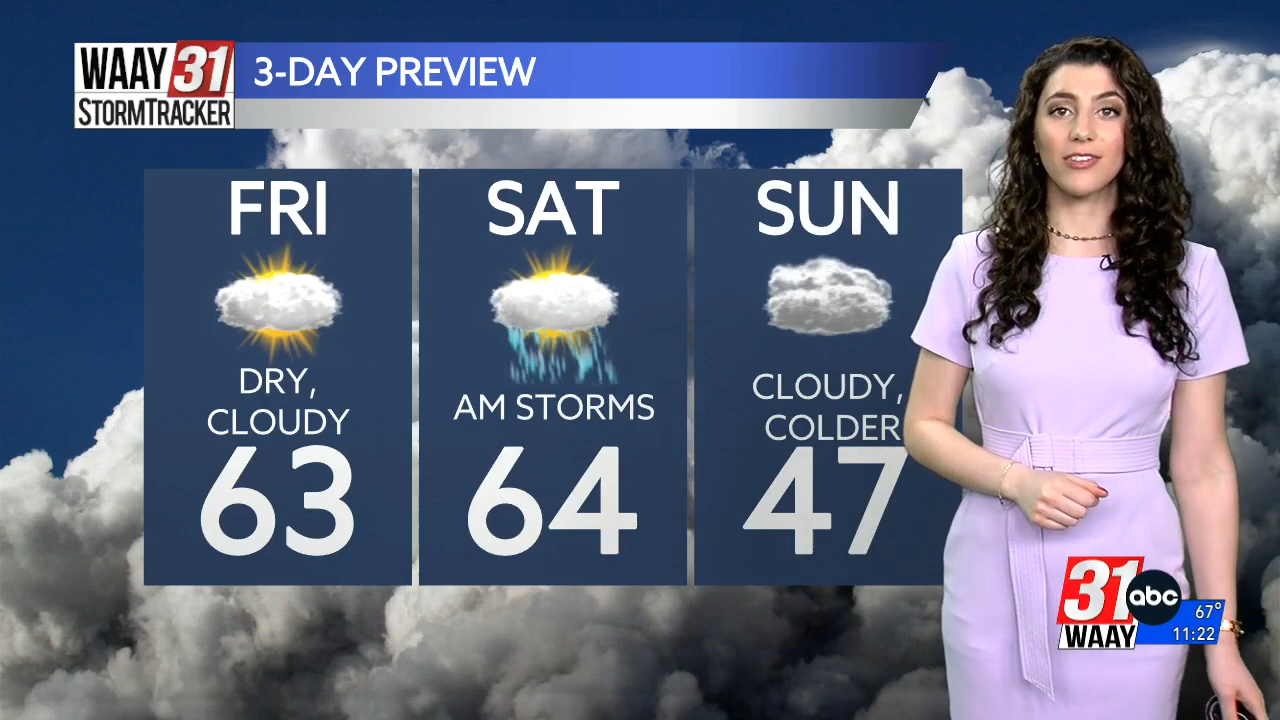 WAAY 31
STORMTRACKER
3-DAY PREVIEW
FRI
DRY,
CLOUDY
63
SAT
AM STORMS
64
SUN
CLOUDY,
COLDER
47
31
abc
WAAY
67°
11:22